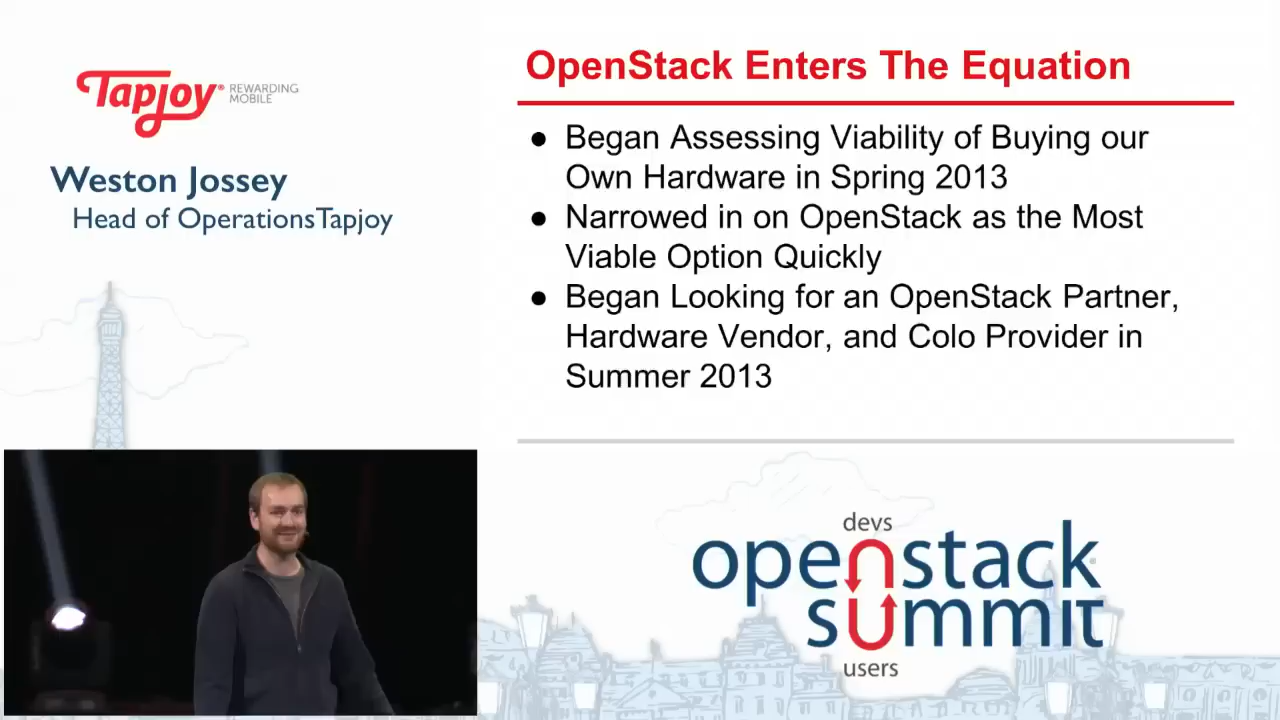 Tapjoy® REWARDING
MOBILE
Weston Jossey
Head of OperationsTapjoy
OpenStack Enters The Equation
● Began Assessing Viability of Buying our
Own Hardware in Spring 2013
● Narrowed in on OpenStack as the Most
Viable Option Quickly
● Began Looking for an OpenStack Partner,
Hardware Vendor, and Colo Provider in
Summer 2013
devs
openstack
summit
users